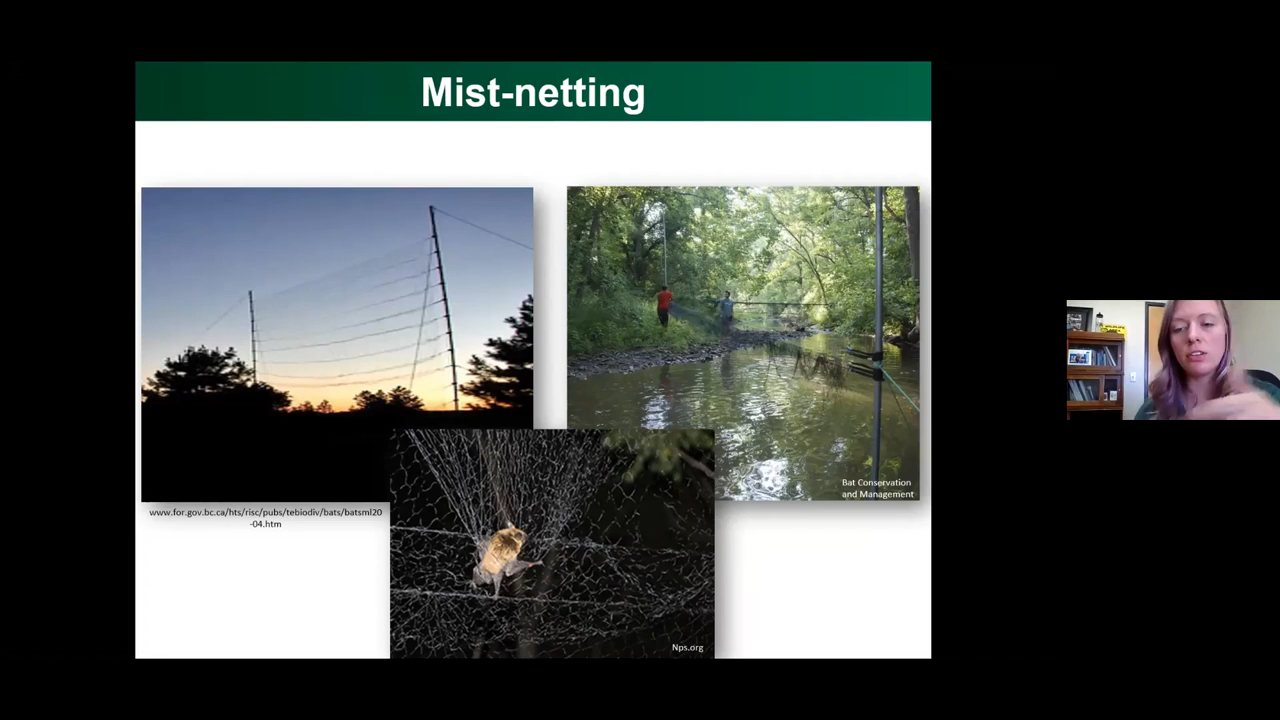 Mist-netting
Bat Conservation
and Management
www.for.gov.bc.ca/hts/risc/pubs/tebiodiv/bats/batsml20
-04.htm
Nps.org